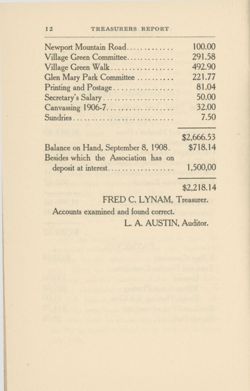 12 TREASURERS REPORT
Newport Mountain Road............ 100.00
Village Green Committee............ 291.58
Village Green Walk................ 492.90
Glen Mary Park Committee.......... 221.77
Printing and Postage............... 81.04
Secretary's Salary................. 50.00
Canvassing 1906-7................ 32.00
Sundries......................... 7.50
$2,666.53
Balance on Hand, September 8, 1908. $718.14
Besides which the Association has on
deposit at interest................. 1,500,00
$2,218.14
FRED C. LYNAM, Treasurer.
Accounts examined and found correct.
L. A. AUSTIN, Auditor.